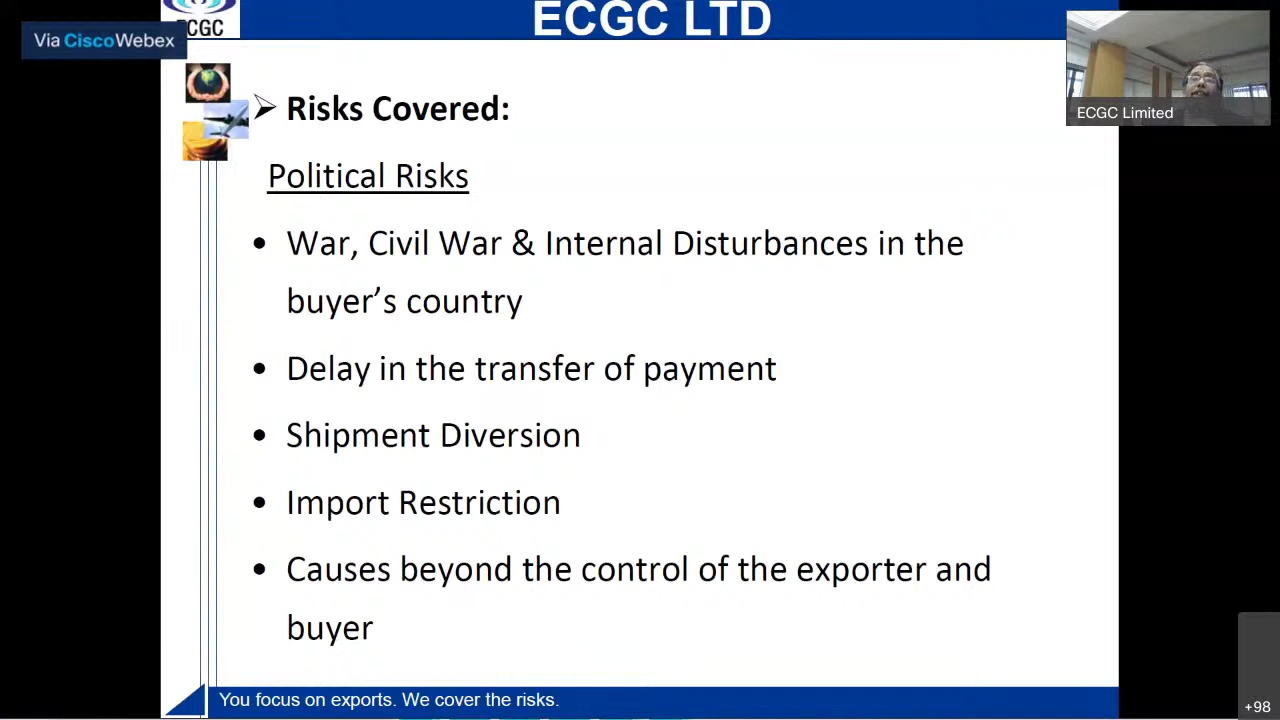 ECGC LTD
ECGC
Via CiscoWebex
ECGC Limited
➢ Risks Covered:
Political Risks
• War, Civil War & Internal Disturbances in the
buyer’s country
• Delay in the transfer of payment
• Shipment Diversion
• Import Restriction
• Causes beyond the control of the exporter and
buyer
You focus on exports. We cover the risks.
+98